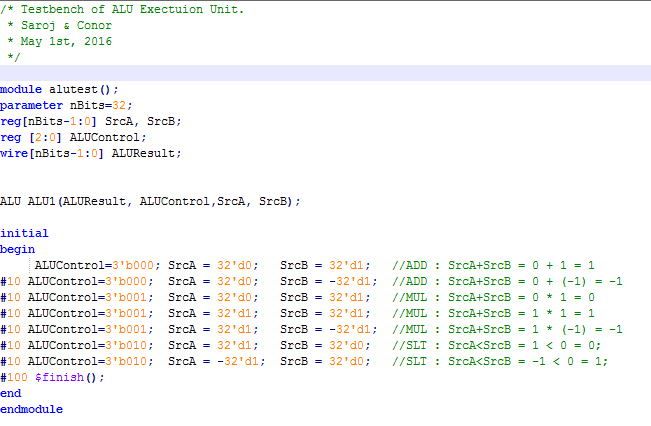 /* Testbench of ALU Exectuion Unit.
 * Saroj & Conor
 * May 1st, 2016
 */
module alutest();
parameter nBits=32;
reg[nBits-1:0] SrcA, SrcB;
reg [2:0] ALUControl;
wire[nBits-1:0] ALUResult;
ALU ALU1(ALUResult, ALUControl,SrcA, SrcB);
initial
begin
     ALUControl=3'b000; SrcA = 32'd0;   SrcB = 32'd1;   //ADD : SrcA+SrcB = 0 + 1 = 1
#10 ALUControl=3'b000;  SrcA = 32'd0;   SrcB = -32'd1;  //ADD : SrcA+SrcB = 0 + (-1) = -1
#10 ALUControl=3'b001;  SrcA = 32'd0;   SrcB = 32'd1;   //MUL : SrcA+SrcB = 0 * 1 = 0
#10 ALUControl=3'b001;  SrcA = 32'd1;   SrcB = 32'd1;   //MUL : SrcA+SrcB = 1 * 1 = 1
#10 ALUControl=3'b001;  SrcA = 32'd1;   SrcB = -32'd1;  //MUL : SrcA+SrcB = 1 * (-1) = -1
#10 ALUControl=3'b010;  SrcA = 32'd1;   SrcB = 32'd0;   //SLT : SrcA<SrcB = 1 < 0 = 0;
#10 ALUControl=3'b010;  SrcA = -32'd1;  SrcB = 32'd0;   //SLT : SrcA<SrcB = -1 < 0 = 1;
#100 $finish();
end
endmodule